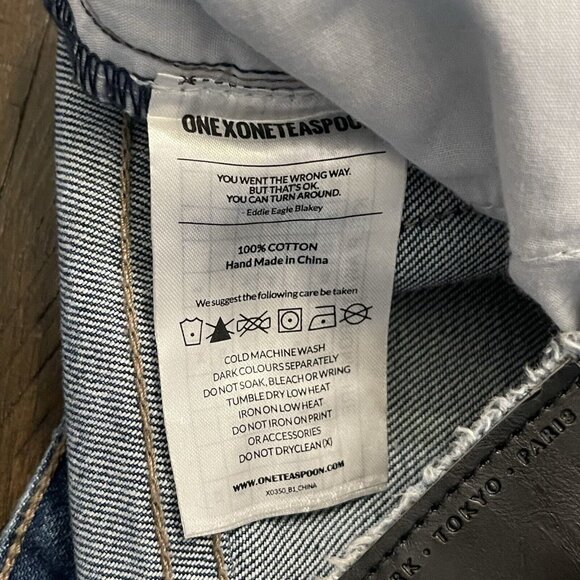 ONEXONETEASPOON
YOU WENT THE WRONG WAY.
BUT THAT'S OK.
YOU CAN TURN AROUND.
- Eddie Eagle Blakey
100% COTTON
Hand Made in China
We suggest the following care be taken
COLD MACHINE WASH
DARK COLOURS SEPARATELY
DO NOT SOAK, BLEACH OR WRING
TUMBLE DRY LOW HEAT
IRON ON LOW HEAT
DO NOT IRON ON PRINT
OR ACCESSORIES
DO NOT DRYCLEAN (X)
WWW.ONETEASPOON.COM
X0350_B1_CHINA
RK • TOKYO • PARIS